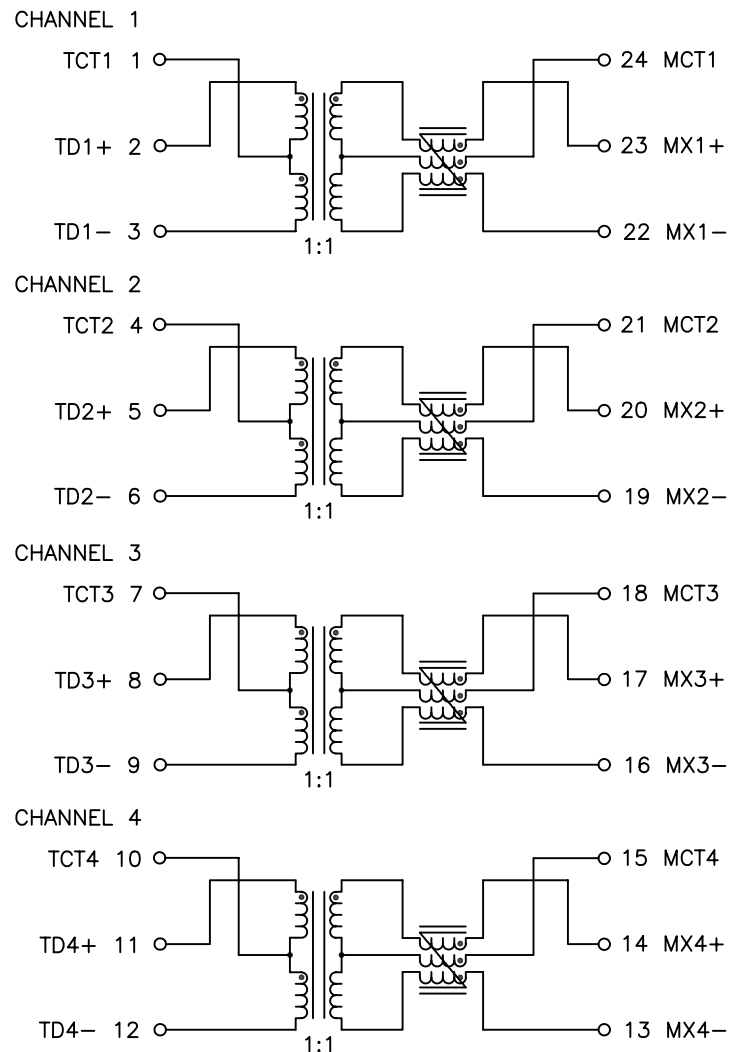 CHANNEL 1
TCT1 1 24 MCT1
TD1+ 2 23 MX1+
TD1− 3 22 MX1−
1:1
CHANNEL 2
TCT2 4 21 MCT2
TD2+ 5 20 MX2+
TD2− 6 19 MX2−
1:1
CHANNEL 3
TCT3 7 18 MCT3
TD3+ 8 17 MX3+
TD3− 9 16 MX3−
1:1
CHANNEL 4
TCT4 10 15 MCT4
TD4+ 11 14 MX4+
TD4− 12 13 MX4−
1:1